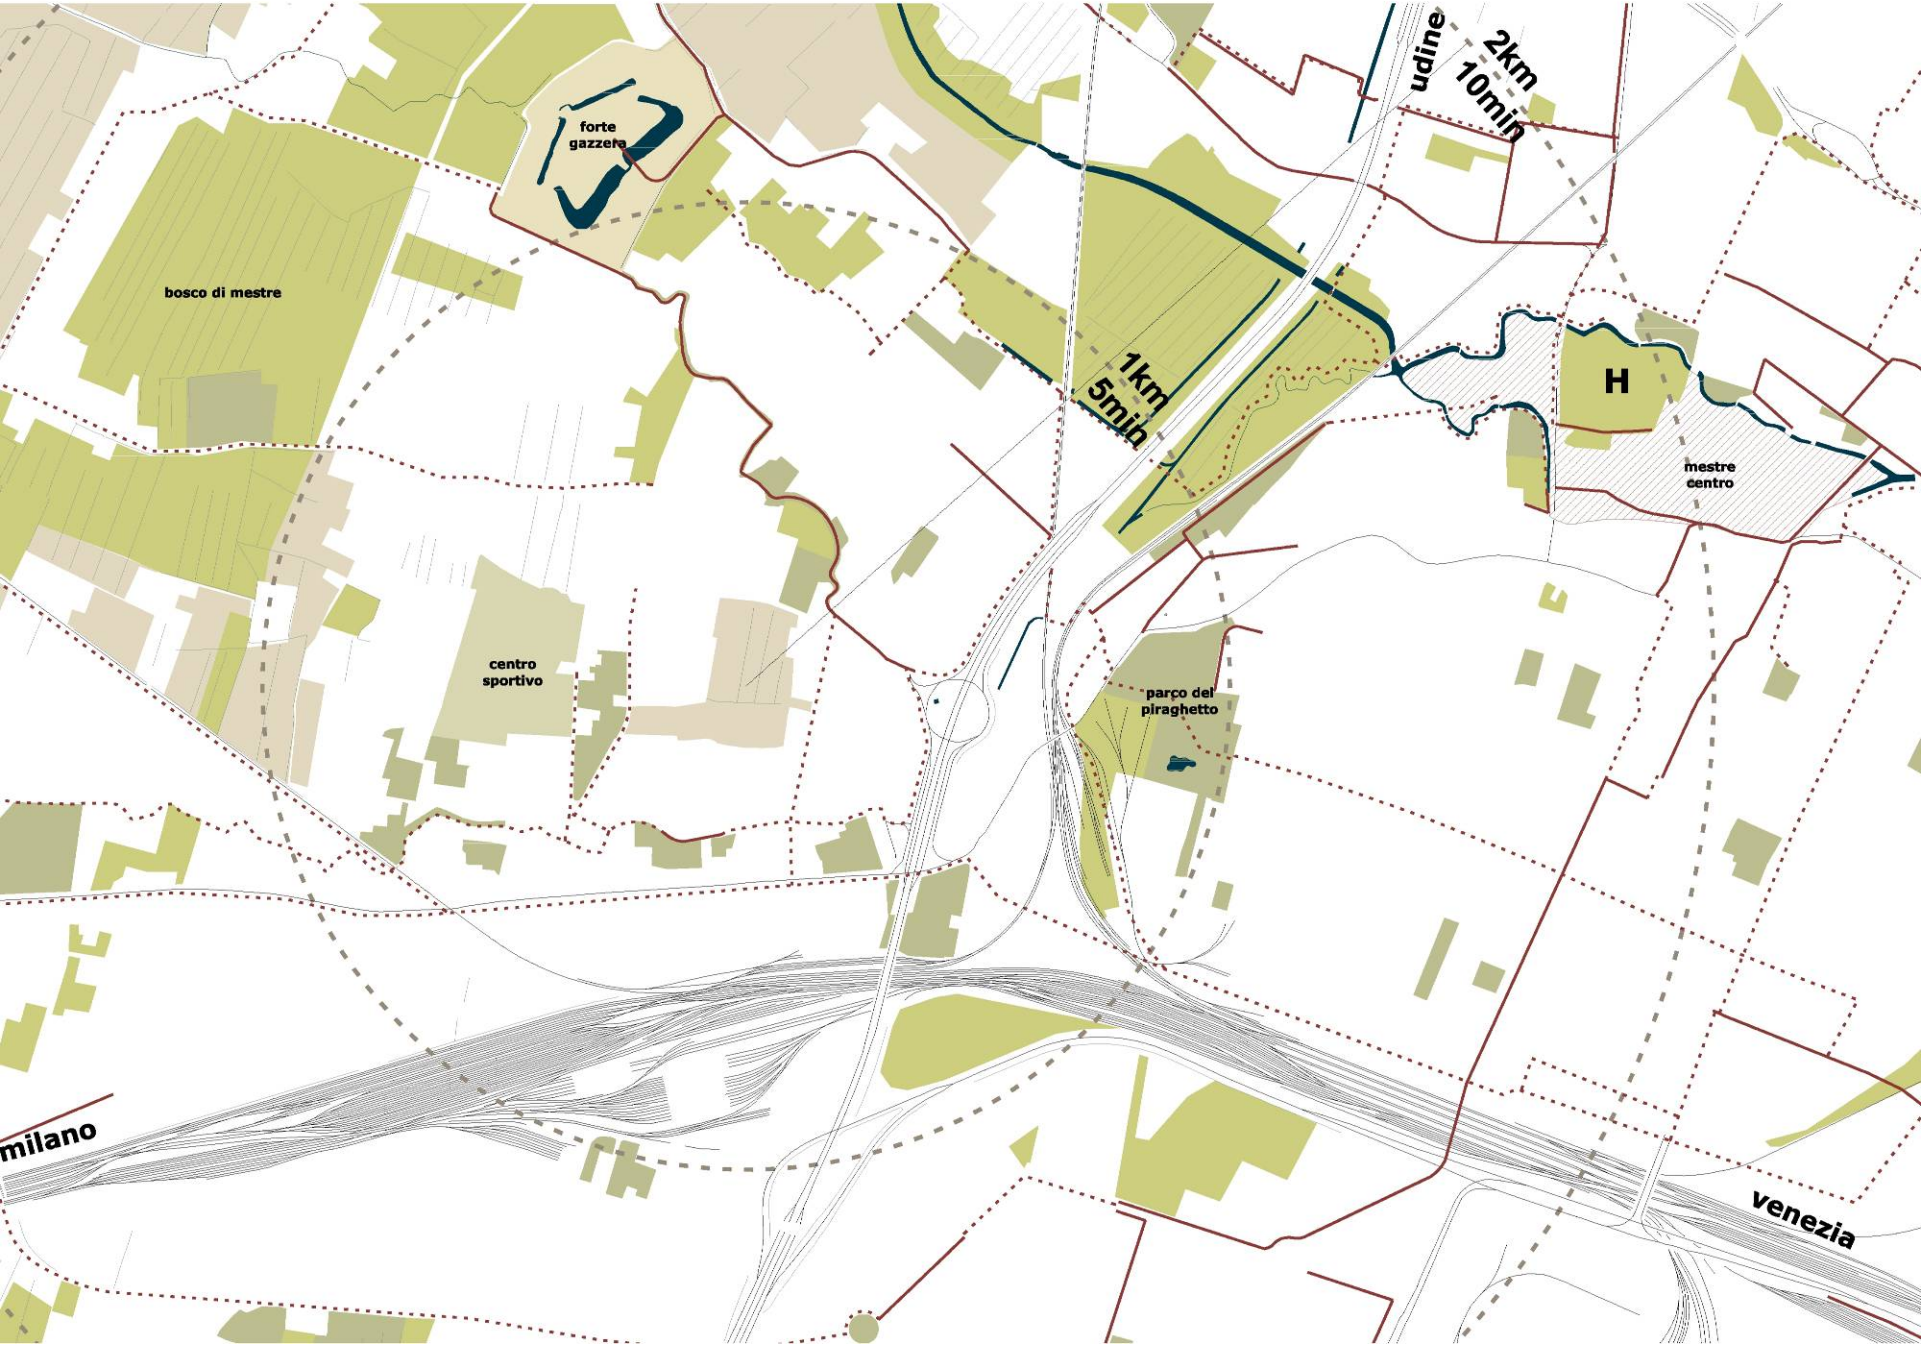 udine
2km
10min
forte
gazzera
bosco di mestre
1km
5min
H
mestre
centro
centro
sportivo
parco del
piraghetto
milano
venezia